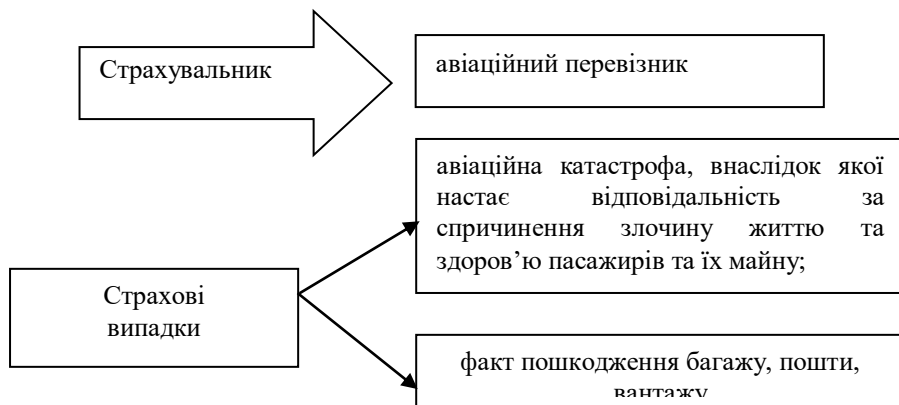 Страхувальник
авіаційний перевізник
авіаційна катастрофа, внаслідок якої
настає відповідальність за
спричинення злочину життю та
здоров’ю пасажирів та їх майну;
Страхові
випадки
факт пошкодження багажу, пошти,
вантажу